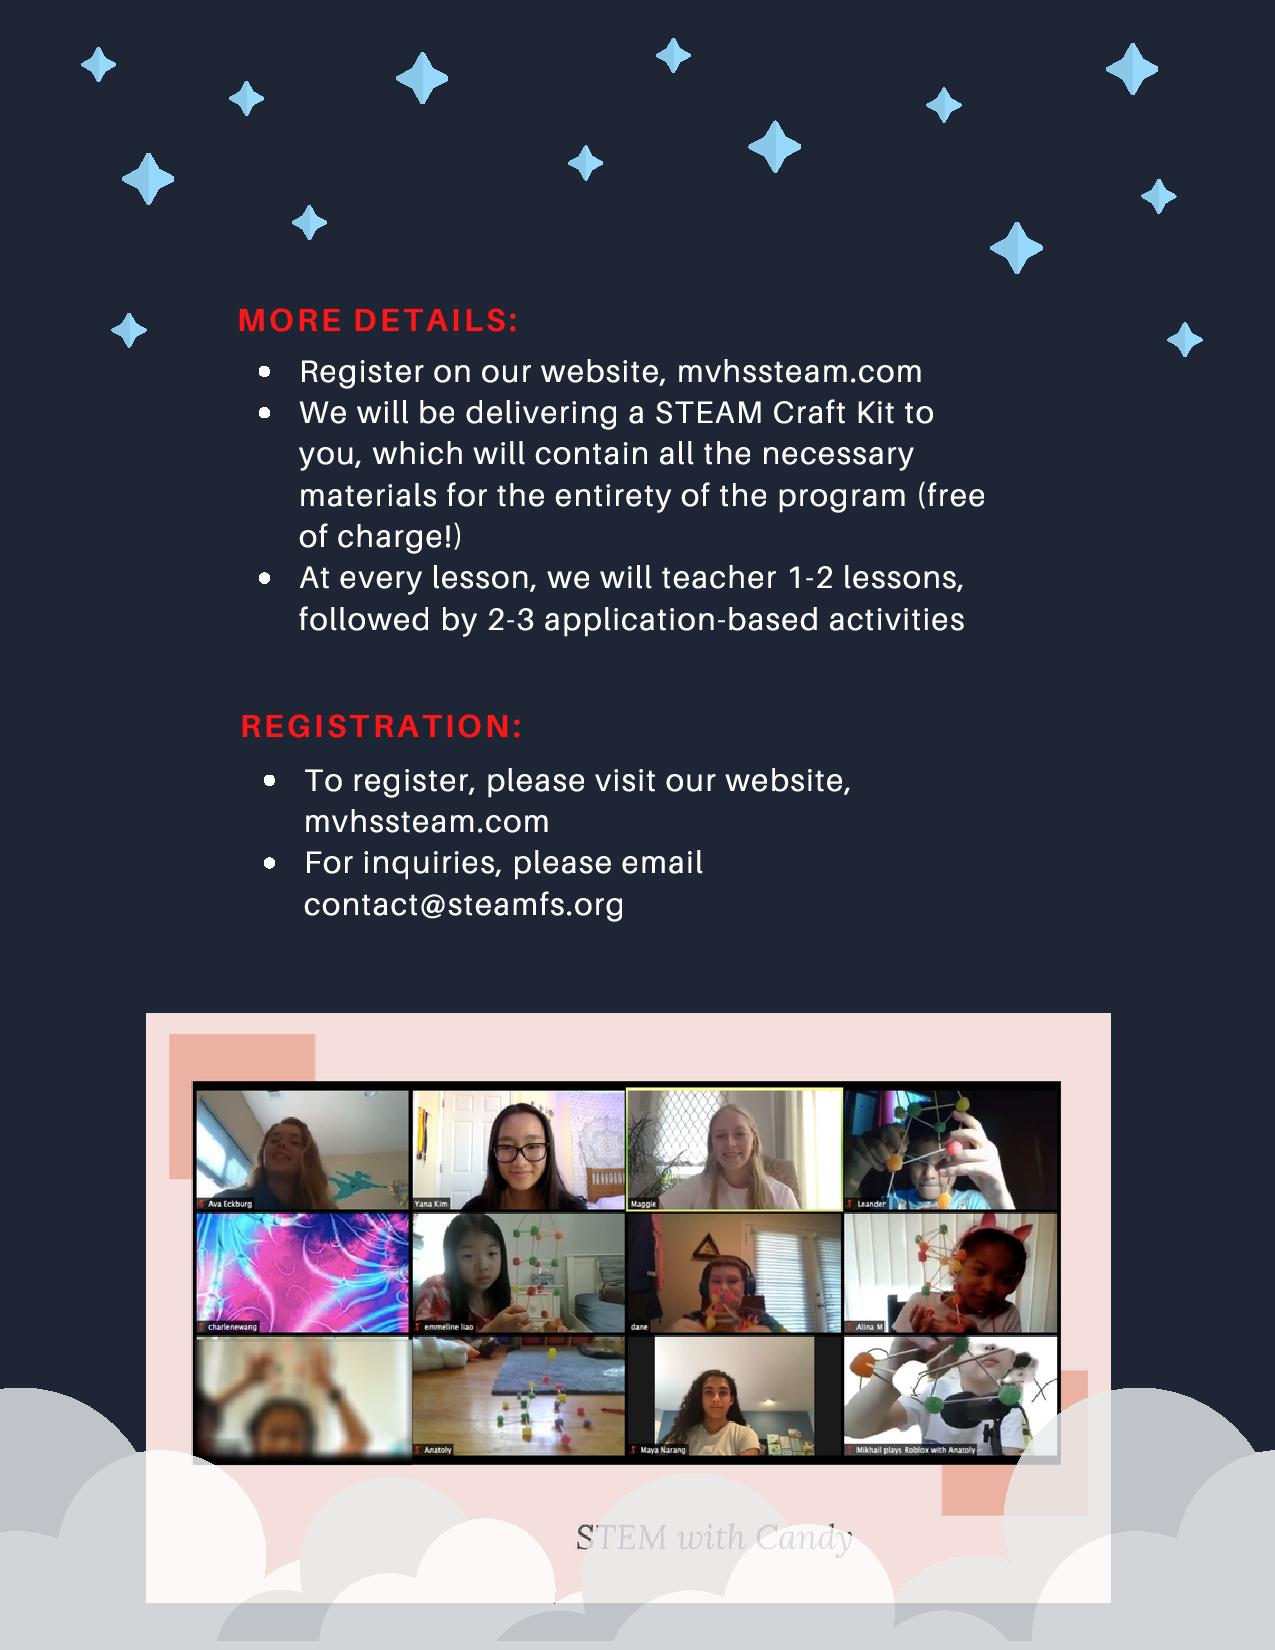 MORE DETAILS:
Register on our website, mvhssteam.com
We will be delivering a STEAM Craft Kit to
you, which will contain all the necessary
materials for the entirety of the program (free
of charge!)
At every lesson, we will teacher 1-2 lessons,
followed by 2-3 application-based activities
REGISTRATION:
To register, please visit our website,
mvhssteam.com
For inquiries, please email
contact@steamfs.org
Ava Eckburg
Yana Kim
Maggie
Leander
charlenewang
emmeline liao
dane
Alina M
Anatoly
Maya Narang
Mikhail plays Roblox with Anatoly
STEM with Candy